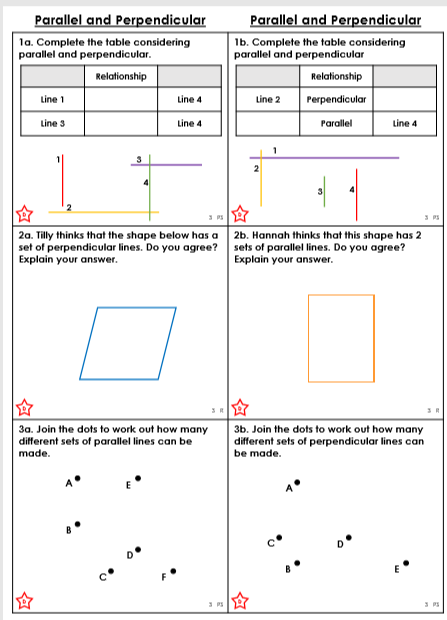 Parallel and Perpendicular
1a. Complete the table considering
parallel and perpendicular.
Relationship
Line 1 Line 4
Line 3 Line 4
1
3
4
2
D
3 PS
Parallel and Perpendicular
1b. Complete the table considering
parallel and perpendicular
Relationship
Line 2 Perpendicular
Parallel Line 4
1
2
3
4
D
3 PS
2a. Tilly thinks that the shape below has a
set of perpendicular lines. Do you agree?
Explain your answer.
D
3 R
2b. Hannah thinks that this shape has 2
sets of parallel lines. Do you agree?
Explain your answer.
D
3 R
3a. Join the dots to work out how many
different sets of parallel lines can be
made.
A
E
B
D
C
F
D
3 PS
3b. Join the dots to work out how many
different sets of perpendicular lines can
be made.
A
C
D
B
E
D
3 PS